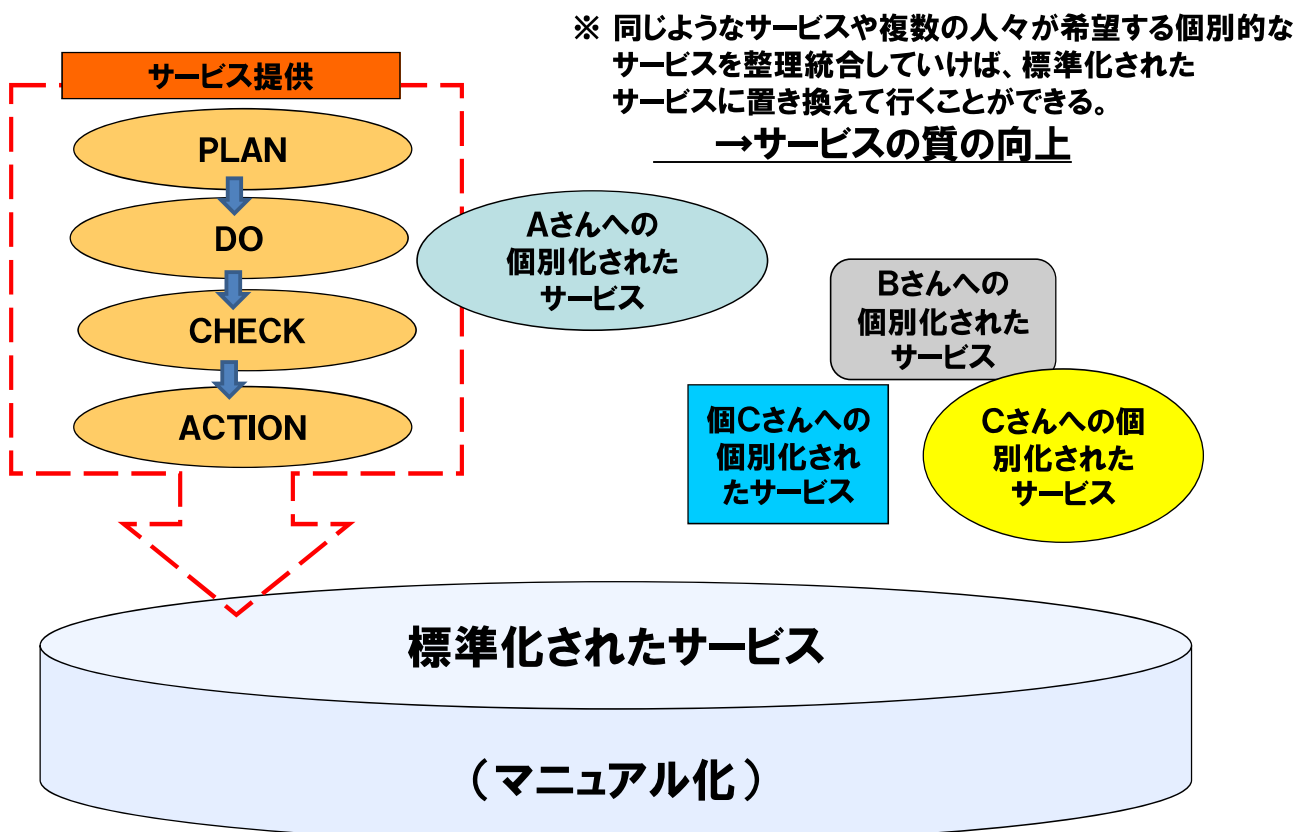 ※ 同じようなサービスや複数の人々が希望する個別的な
サービスを整理統合していけば、標準化された
サービスに置き換えて行くことができる。
→サービスの質の向上
サービス提供
PLAN
DO
CHECK
ACTION
Aさんへの
個別化された
サービス
Bさんへの
個別化された
サービス
個Cさんへの
個別化され
たサービス
Cさんへの個
別化された
サービス
標準化されたサービス
（マニュアル化）